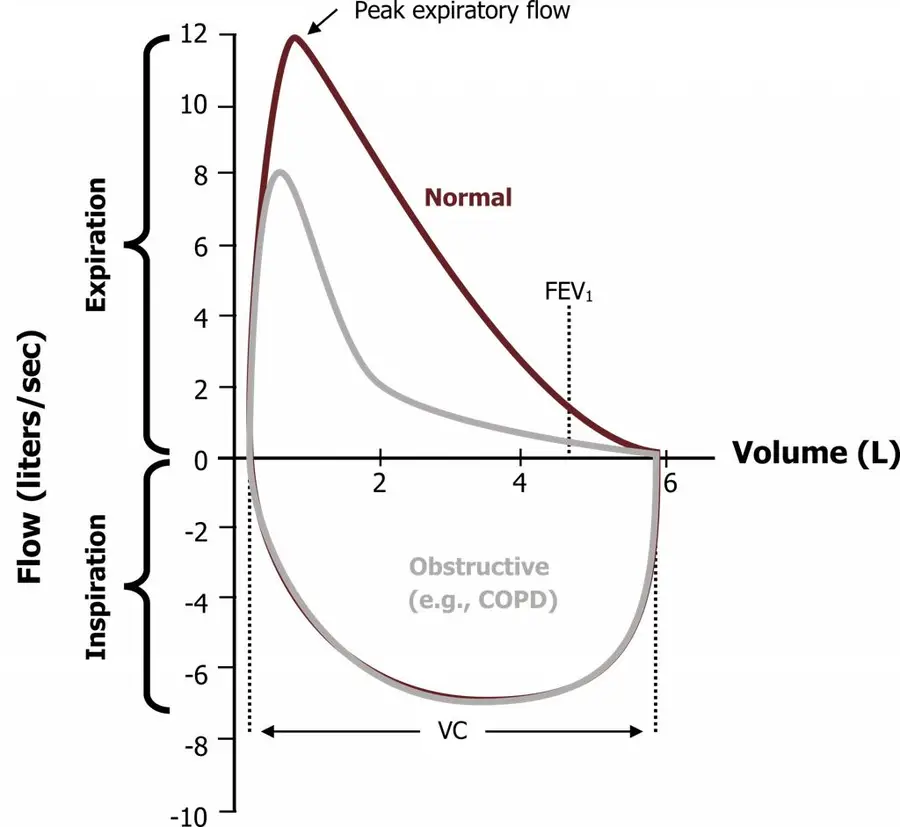 Peak expiratory flow
12
10
8
6
4
2
0
-2
-4
-6
-8
-10
Expiration
Inspiration
Flow (liters/sec)
Normal
FEV₁
Volume (L)
2
4
6
Obstructive
(e.g., COPD)
VC